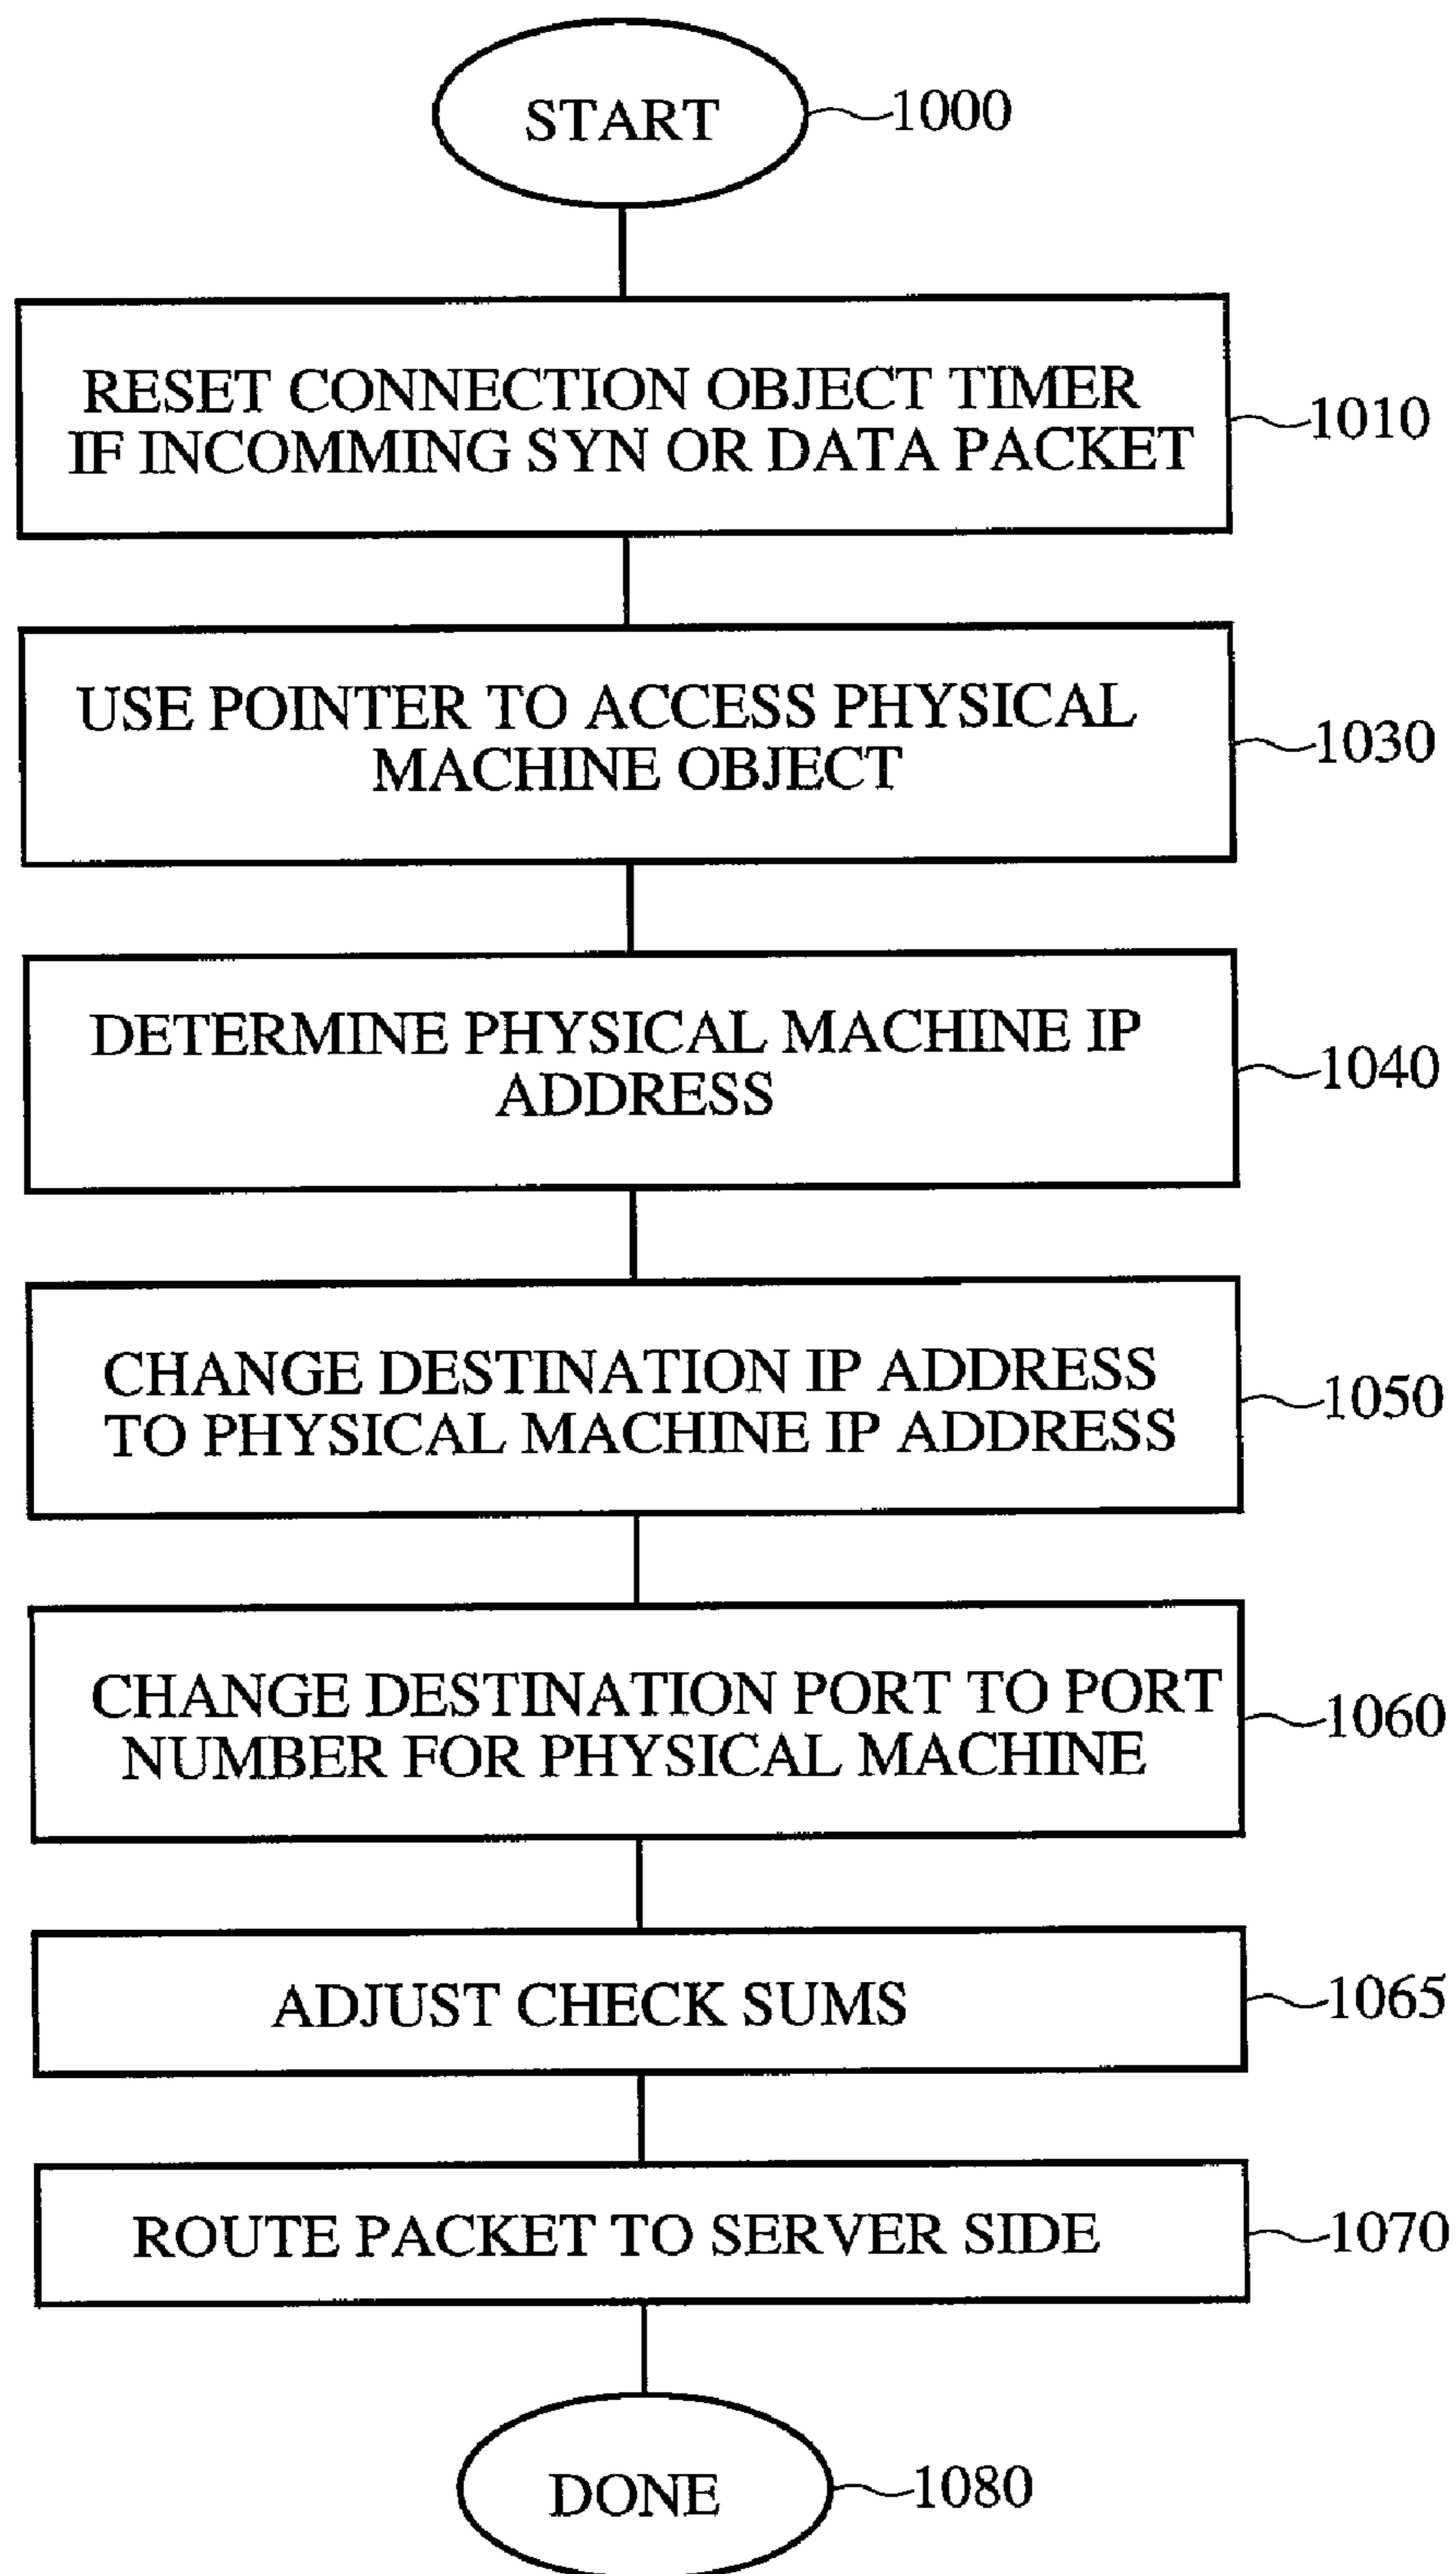 START
1000
RESET CONNECTION OBJECT TIMER
IF INCOMMING SYN OR DATA PACKET
1010
USE POINTER TO ACCESS PHYSICAL
MACHINE OBJECT
1030
DETERMINE PHYSICAL MACHINE IP
ADDRESS
1040
CHANGE DESTINATION IP ADDRESS
TO PHYSICAL MACHINE IP ADDRESS
1050
CHANGE DESTINATION PORT TO PORT
NUMBER FOR PHYSICAL MACHINE
1060
ADJUST CHECK SUMS
1065
ROUTE PACKET TO SERVER SIDE
1070
DONE
1080